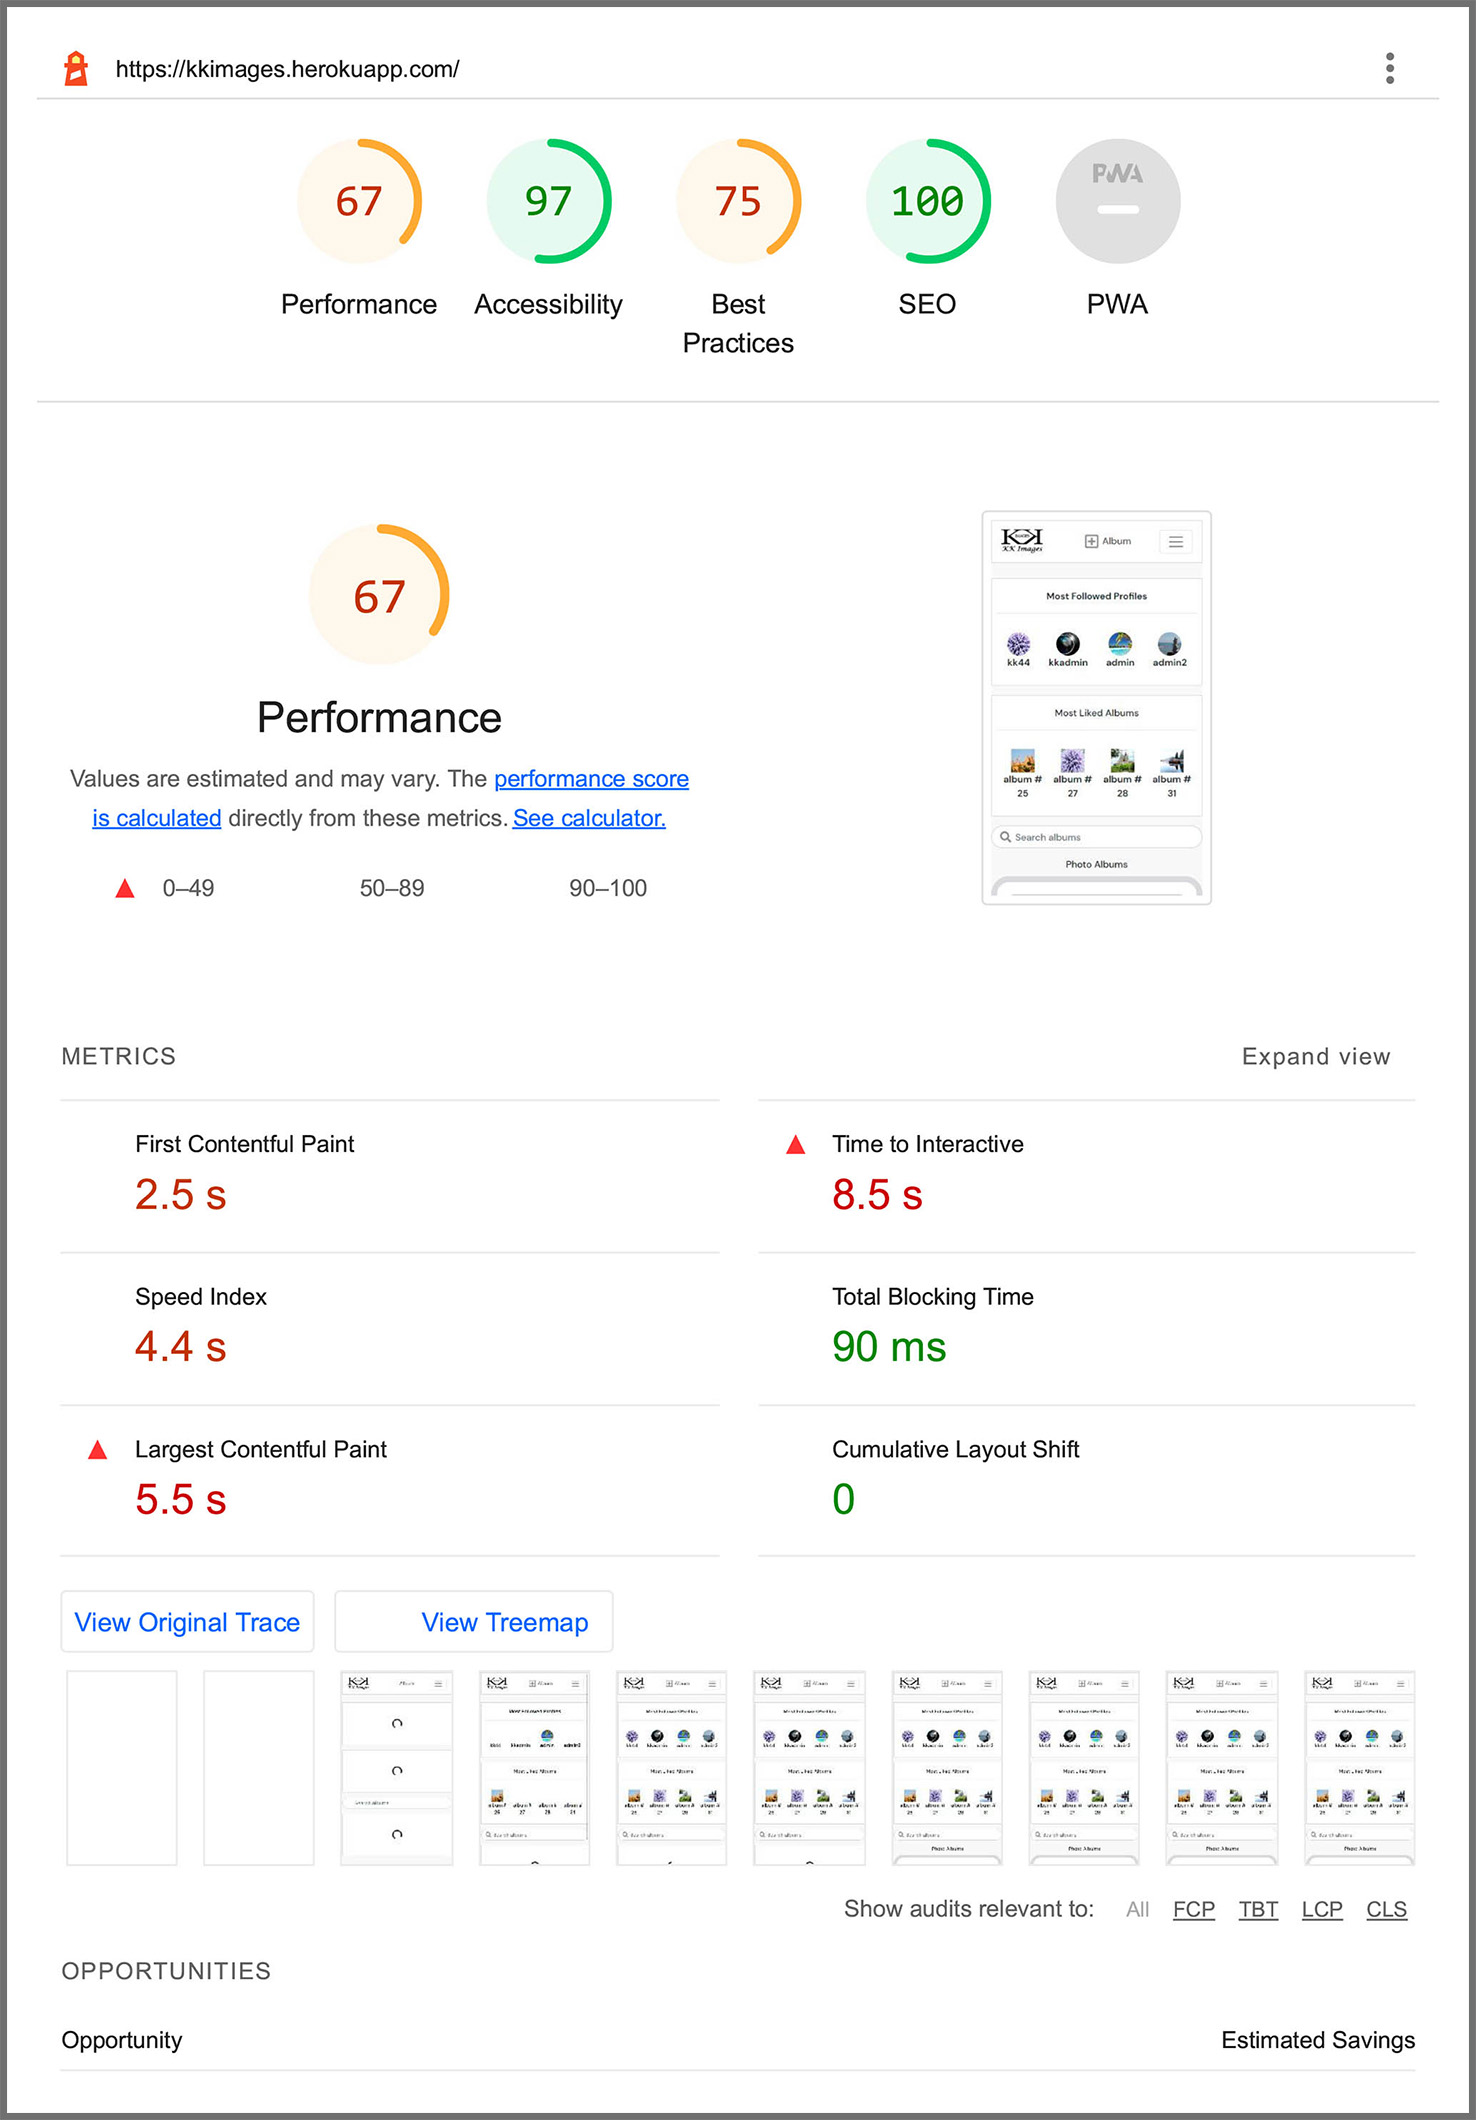 https://kkimages.herokuapp.com/
67
97
75
100
PWA
Performance
Accessibility
Best
Practices
SEO
PWA
67
Performance
Values are estimated and may vary. The performance score
is calculated directly from these metrics. See calculator.
0–49
50–89
90–100
KK Images
Album
Most Followed Profiles
kk44
kkadmin
admin
admin2
Most Liked Albums
album #
25
album #
27
album #
28
album #
31
Search albums
Photo Albums
METRICS
Expand view
First Contentful Paint
2.5 s
Time to Interactive
8.5 s
Speed Index
4.4 s
Total Blocking Time
90 ms
Largest Contentful Paint
5.5 s
Cumulative Layout Shift
0
View Original Trace
View Treemap
Show audits relevant to: All FCP TBT LCP CLS
OPPORTUNITIES
Opportunity
Estimated Savings